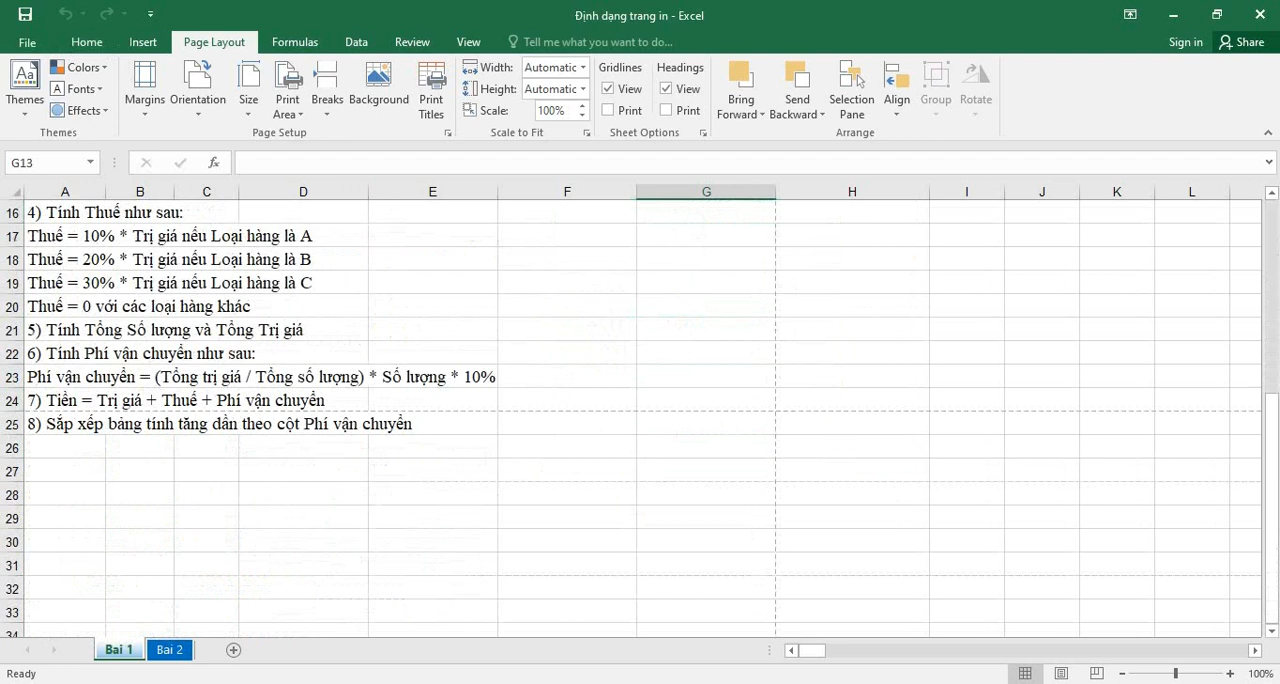 Định dạng trang in - Excel
File Home Insert Page Layout Formulas Data Review View Tell me what you want to do... Sign in Share
Themes Colors Fonts Effects Themes
Margins Orientation Size Print Area Breaks Background Print Titles Page Setup
Width: Automatic
Height: Automatic
Scale: 100%
Scale to Fit
Gridlines View Print
Headings View Print
Sheet Options
Bring Forward Send Backward Selection Pane Align Group Rotate Arrange
G13 fx
A B C D E F G H I J K L
16 4) Tính Thuế như sau:
17 Thuế = 10% * Trị giá nếu Loại hàng là A
18 Thuế = 20% * Trị giá nếu Loại hàng là B
19 Thuế = 30% * Trị giá nếu Loại hàng là C
20 Thuế = 0 với các loại hàng khác
21 5) Tính Tổng Số lượng và Tổng Trị giá
22 6) Tính Phí vận chuyển như sau:
23 Phí vận chuyển = (Tổng trị giá / Tổng số lượng) * Số lượng * 10%
24 7) Tiền = Trị giá + Thuế + Phí vận chuyển
25 8) Sắp xếp bảng tính tăng dần theo cột Phí vận chuyển
26
27
28
29
30
31
32
33
34
Bai 1 Bai 2
Ready 100%